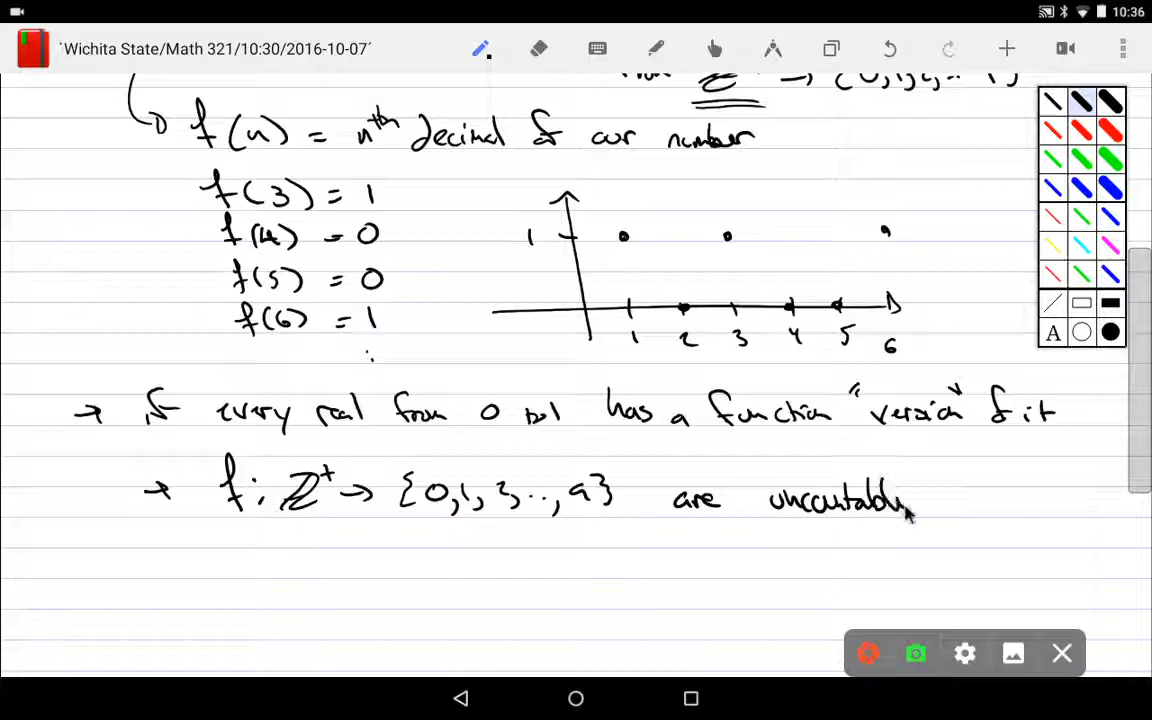 10:36
`Wichita State/Math 321/10:30/2016-10-07´
f(n) = nth decimal of our number
f(3) = 1
f(4) = 0
f(5) = 0
f(6) = 1
⋮
1
1 2 3 4 5 6
→ every real from 0 to 1 has a function "version" of it
→ f : ℤ⁺ → {0, 1, 2, ..., 9} are uncountable
A